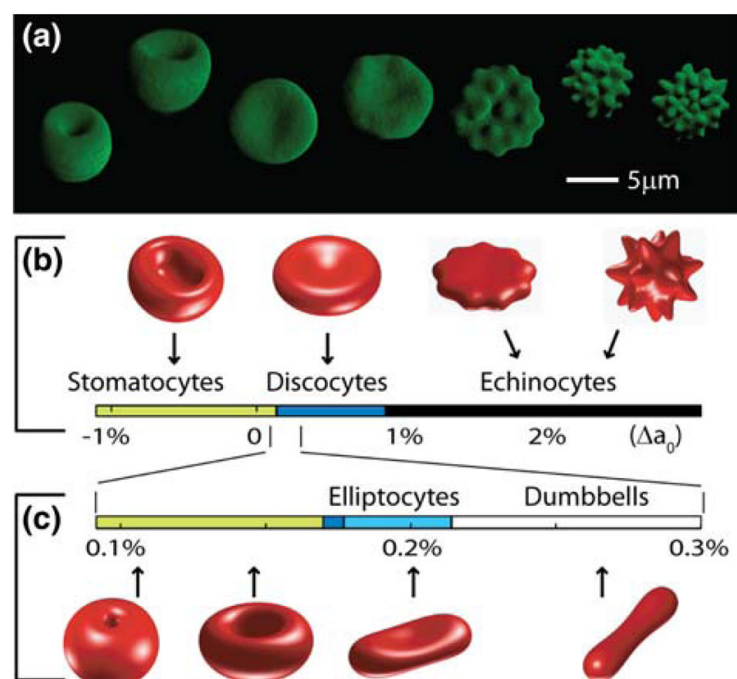 (a)
5μm
(b)
Stomatocytes Discocytes Echinocytes
-1% 0 1% 2% (Δa₀)
(c)
Elliptocytes Dumbbells
0.1% 0.2% 0.3%